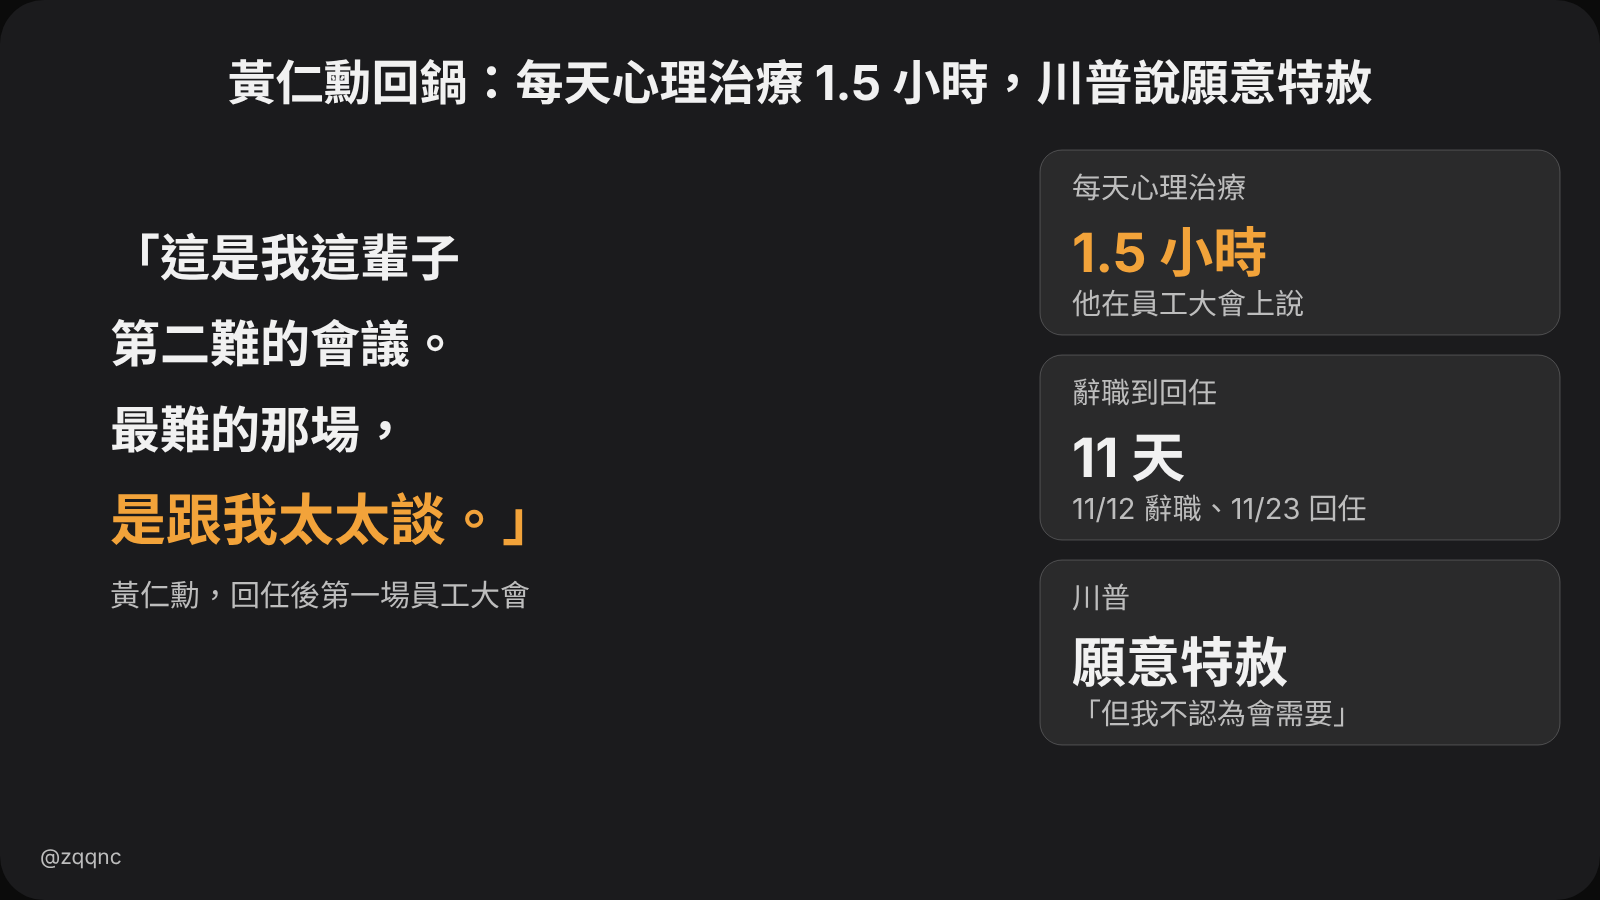 黃仁勳回鍋：每天心理治療 1.5 小時，川普說願意特赦
「這是我這輩子
第二難的會議。
最難的那場，
是跟我太太談。」
黃仁勳，回任後第一場員工大會
每天心理治療
1.5 小時
他在員工大會上說
辭職到回任
11 天
11/12 辭職、11/23 回任
川普
願意特赦
「但我不認為會需要」
@zqqnc